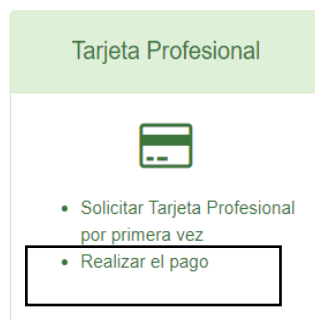 Tarjeta Profesional
• Solicitar Tarjeta Profesional
por primera vez
• Realizar el pago